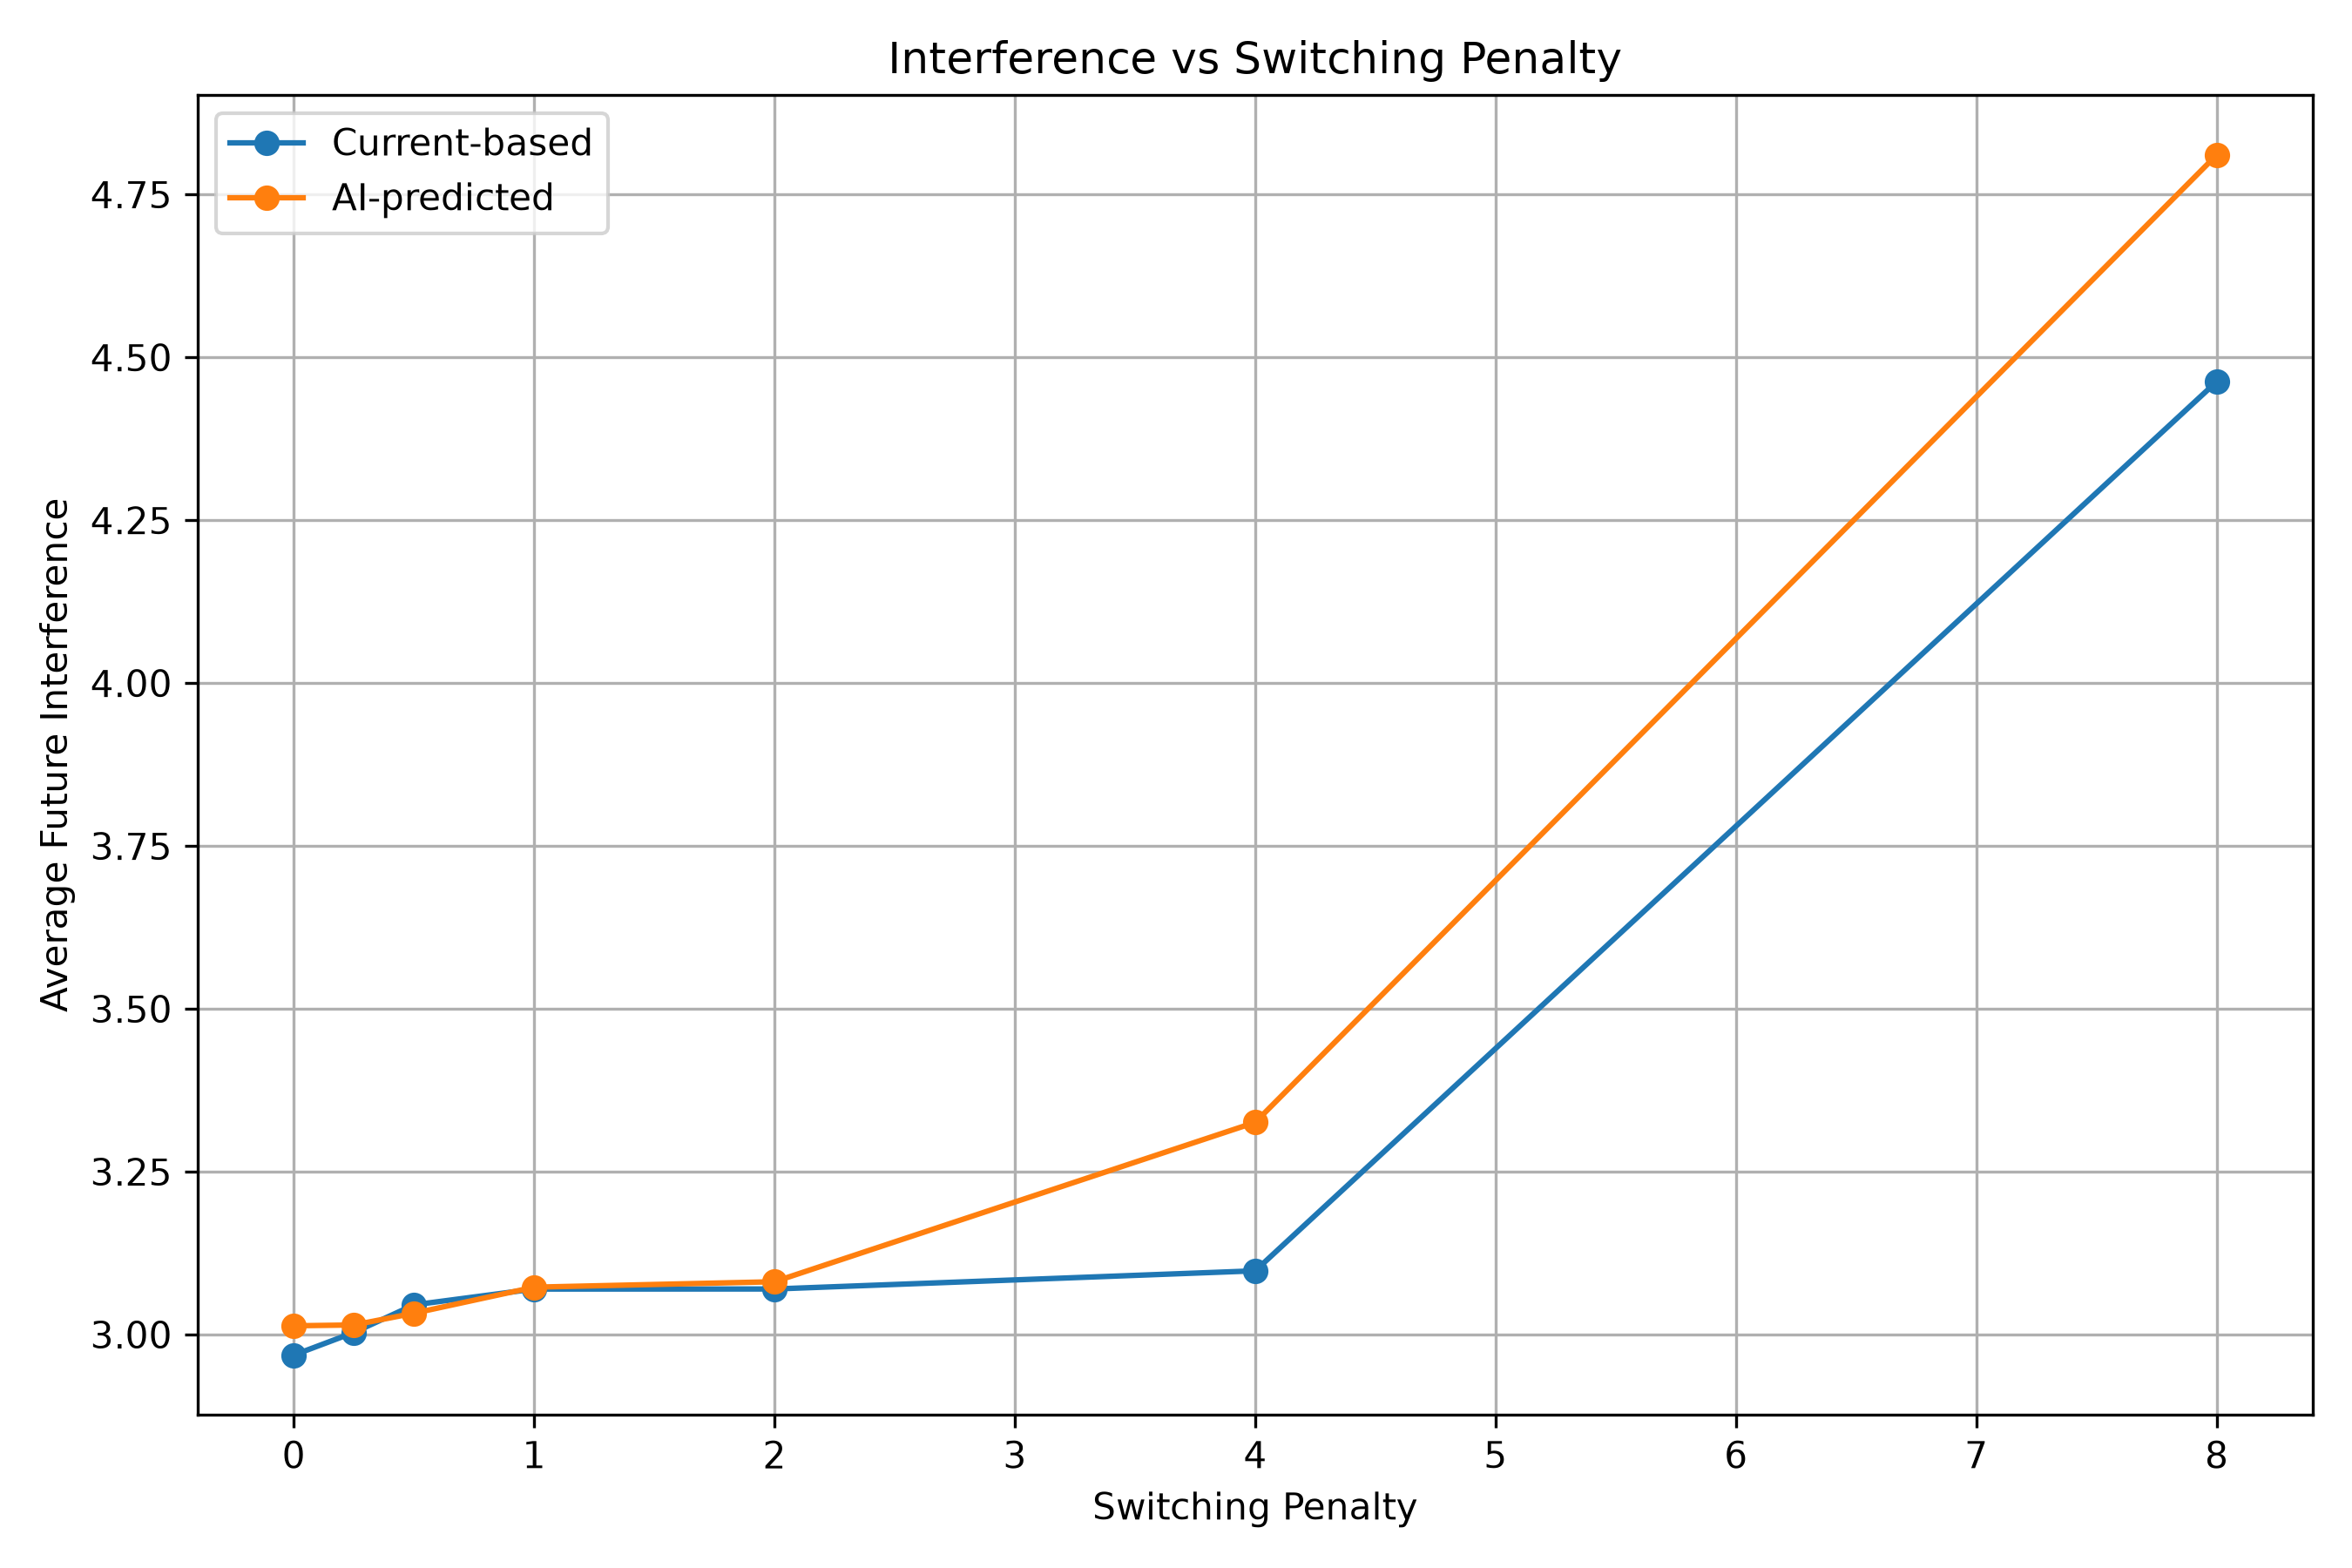 Interference vs Switching Penalty
Current-based
AI-predicted
4.75
4.50
4.25
4.00
3.75
3.50
3.25
3.00
Average Future Interference
0 1 2 3 4 5 6 7 8
Switching Penalty